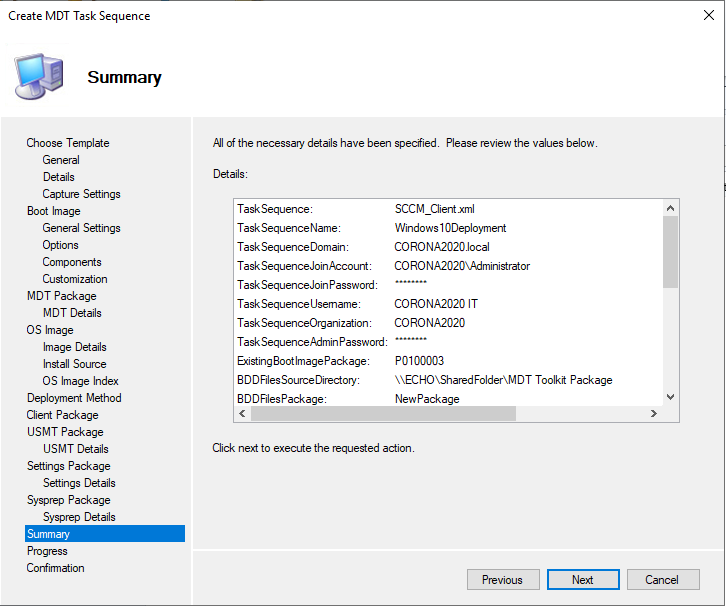 Create MDT Task Sequence
Summary
Choose Template
General
Details
Capture Settings
Boot Image
General Settings
Options
Components
Customization
MDT Package
MDT Details
OS Image
Image Details
Install Source
OS Image Index
Deployment Method
Client Package
USMT Package
USMT Details
Settings Package
Settings Details
Sysprep Package
Sysprep Details
Summary
Progress
Confirmation
All of the necessary details have been specified.  Please review the values below.
Details:
TaskSequence: SCCM_Client.xml
TaskSequenceName: Windows10Deployment
TaskSequenceDomain: CORONA2020.local
TaskSequenceJoinAccount: CORONA2020\Administrator
TaskSequenceJoinPassword: ********
TaskSequenceUsername: CORONA2020 IT
TaskSequenceOrganization: CORONA2020
TaskSequenceAdminPassword: ********
ExistingBootImagePackage: P0100003
BDDFilesSourceDirectory: \\ECHO\SharedFolder\MDT Toolkit Package
BDDFilesPackage: NewPackage
Click next to execute the requested action.
Previous Next Cancel